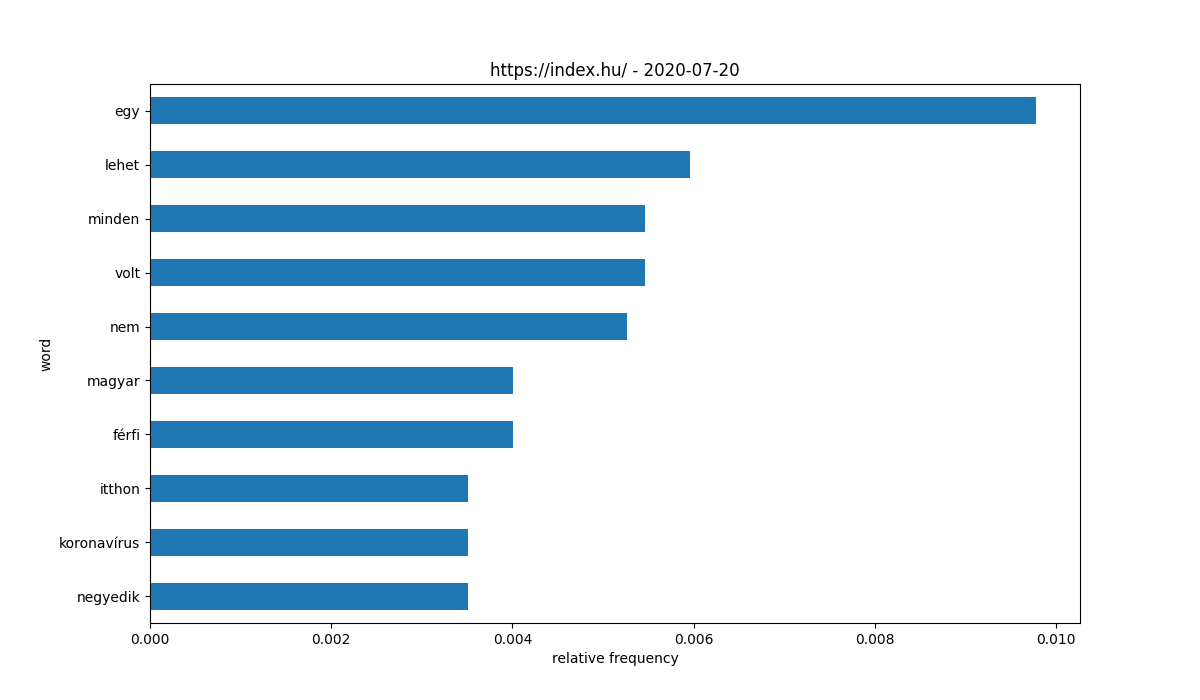 https://index.hu/ - 2020-07-20
egy
lehet
minden
volt
nem
magyar
férfi
itthon
koronavírus
negyedik
word
0.000 0.002 0.004 0.006 0.008 0.010
relative frequency